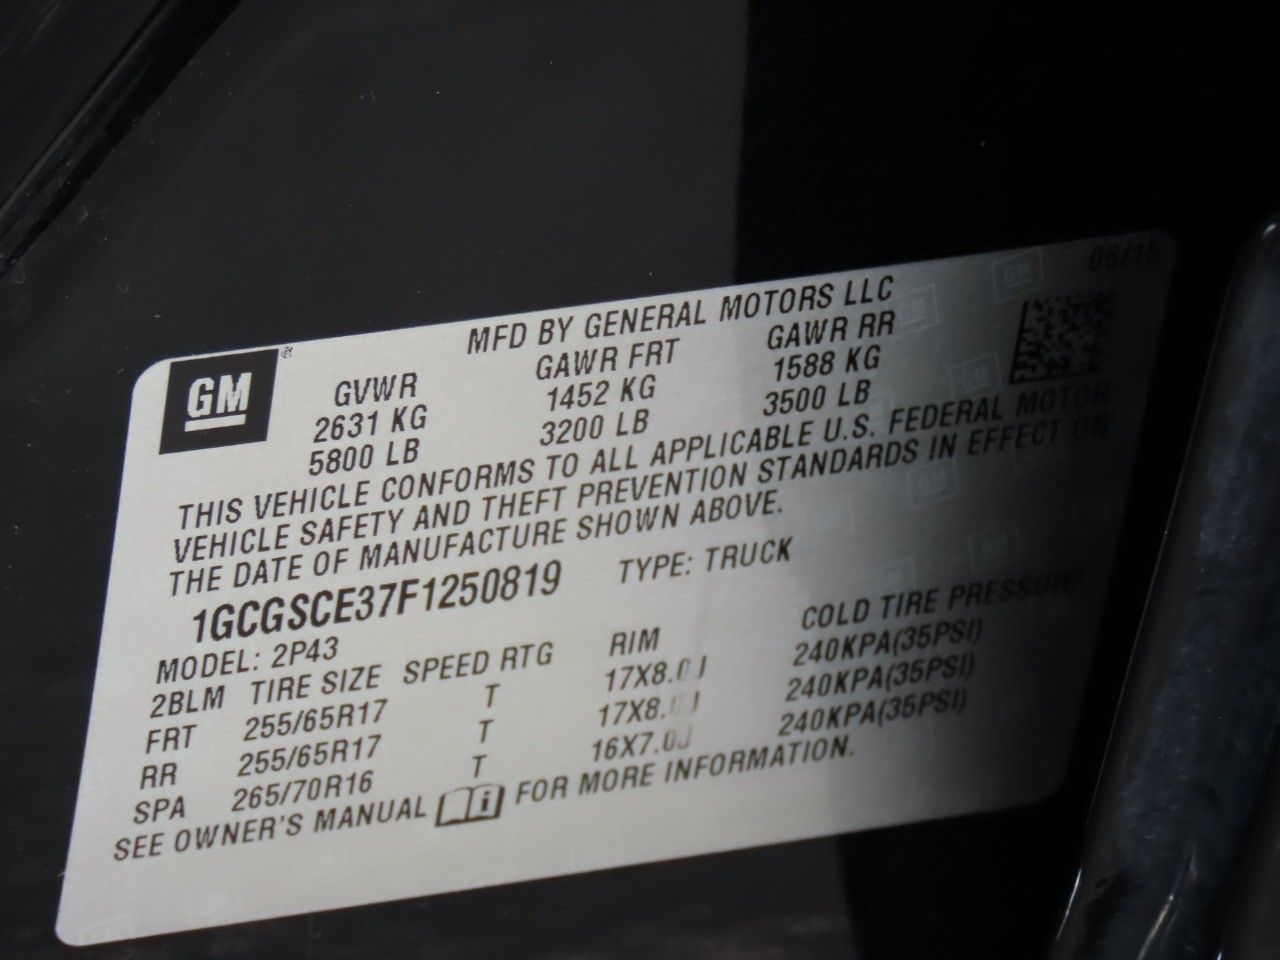 06/15
MFD BY GENERAL MOTORS LLC
GM ®
GVWR GAWR FRT GAWR RR
2631 KG 1452 KG 1588 KG
5800 LB 3200 LB 3500 LB
THIS VEHICLE CONFORMS TO ALL APPLICABLE U.S. FEDERAL MOTOR
VEHICLE SAFETY AND THEFT PREVENTION STANDARDS IN EFFECT ON
THE DATE OF MANUFACTURE SHOWN ABOVE.
1GCGSCE37F1250819 TYPE: TRUCK
MODEL: 2P43
2BLM TIRE SIZE SPEED RTG RIM COLD TIRE PRESSURE
FRT 255/65R17 T 17X8.0J 240KPA(35PSI)
RR 255/65R17 T 17X8.0J 240KPA(35PSI)
SPA 265/70R16 T 16X7.0J 240KPA(35PSI)
SEE OWNER'S MANUAL i FOR MORE INFORMATION.